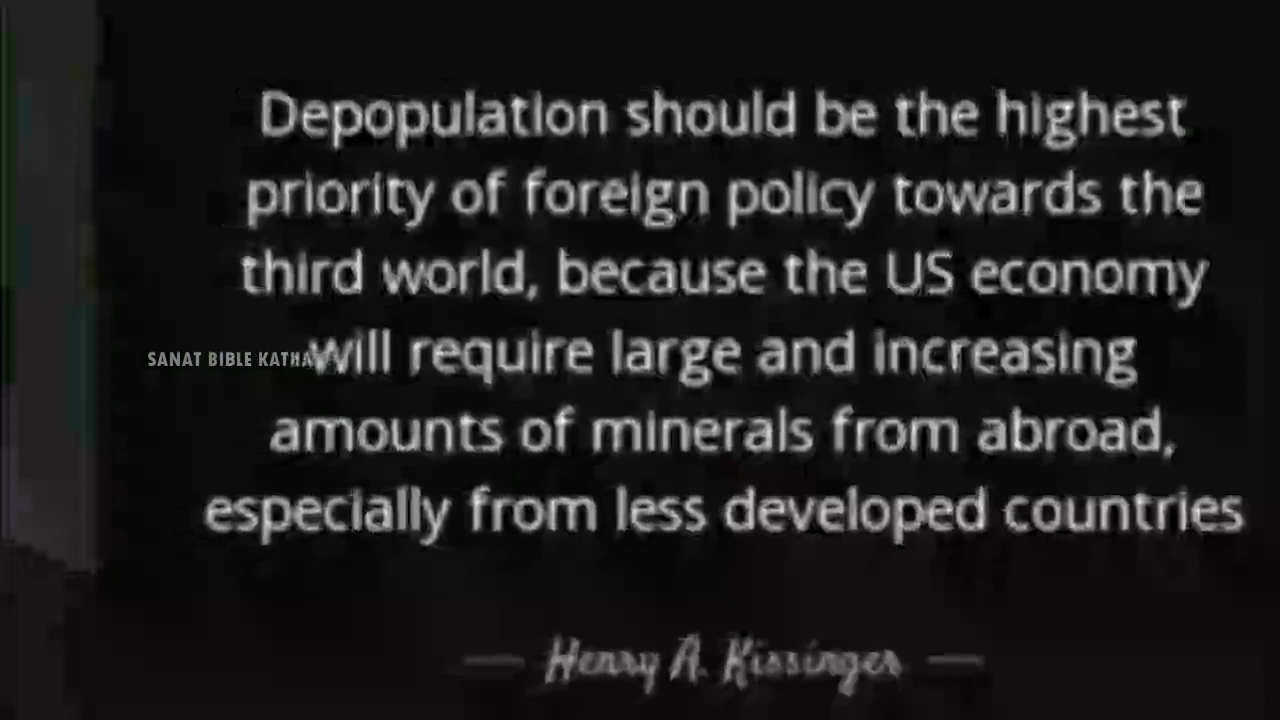 Depopulation should be the highest
priority of foreign policy towards the
third world, because the US economy
will require large and increasing
amounts of minerals from abroad,
especially from less developed countries
SANAT BIBLE
— Henry A. Kissinger —